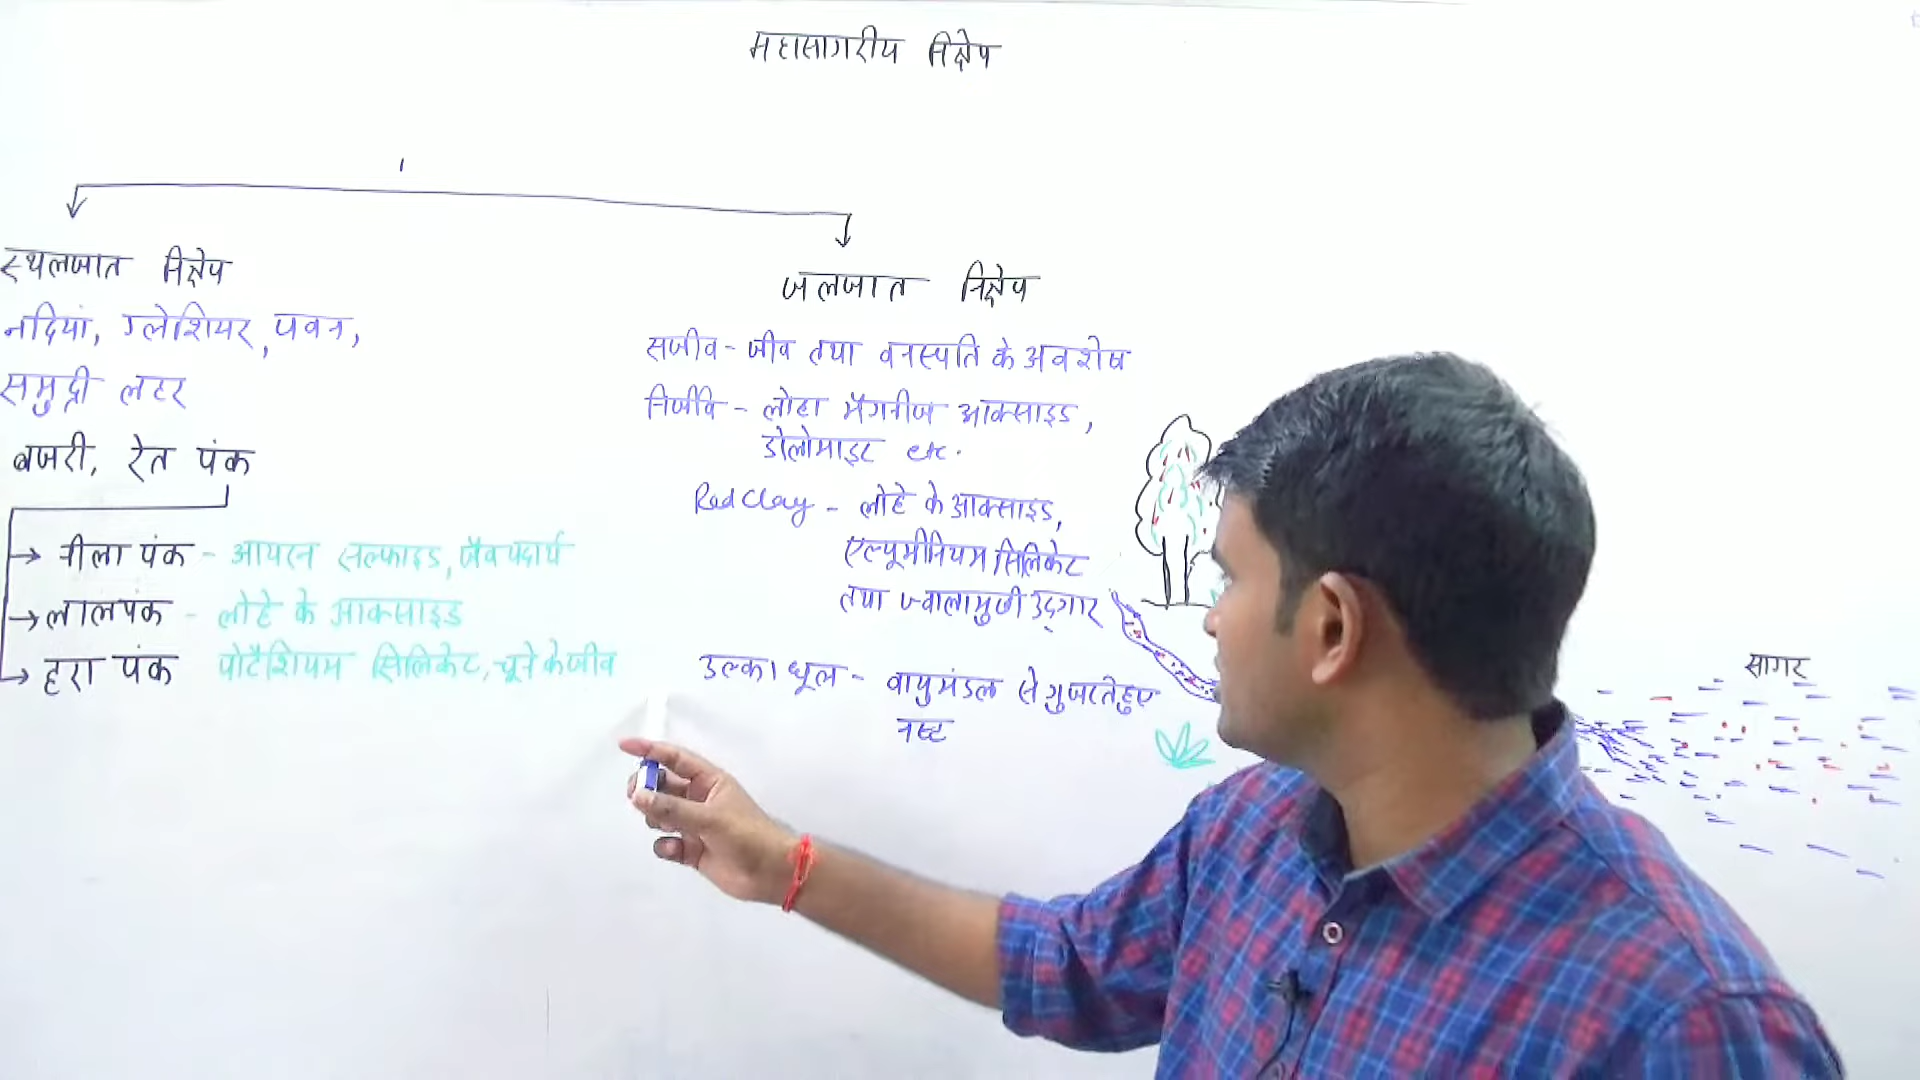 महासागरीय निक्षेप
स्थलजात निक्षेप
नदियां, ग्लेशियर, पवन,
समुद्री लहर
बजरी, रेत पंक
नीला पंक - आयरन सल्फाइड, जैव पदार्थ
लाल पंक - लोहे के आक्साइड
हरा पंक पोटैशियम सिलिकेट, चूने के जीव
जलजात निक्षेप
सजीव - जीव तथा वनस्पति के अवशेष
निर्जीव - लोहा मैगनीज आक्साइड,
डोलोमाइट etc.
Red Clay - लोहे के आक्साइड,
एल्यूमीनियम सिलिकेट
तथा ज्वालामुखी उद्गार
उल्का धूल - वायुमंडल से गुजरते हुए
नष्ट
सागर